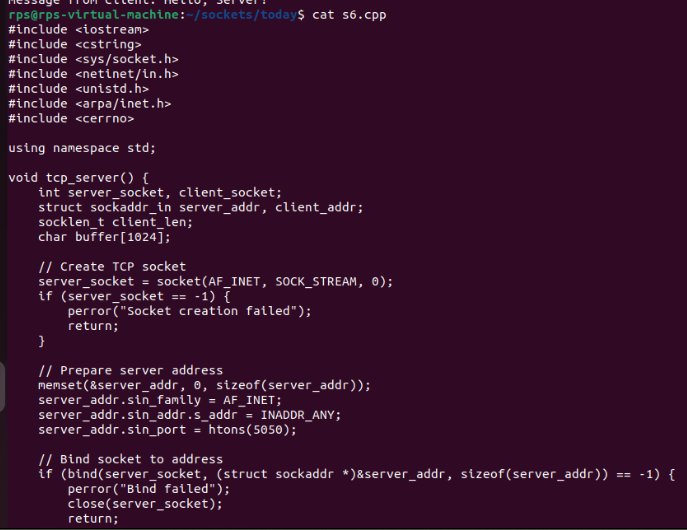 Message from client: Hello, Server!
rps@rps-virtual-machine:~/sockets/today$ cat s6.cpp
#include <iostream>
#include <cstring>
#include <sys/socket.h>
#include <netinet/in.h>
#include <unistd.h>
#include <arpa/inet.h>
#include <cerrno>

using namespace std;

void tcp_server() {
    int server_socket, client_socket;
    struct sockaddr_in server_addr, client_addr;
    socklen_t client_len;
    char buffer[1024];

    // Create TCP socket
    server_socket = socket(AF_INET, SOCK_STREAM, 0);
    if (server_socket == -1) {
        perror("Socket creation failed");
        return;
    }

    // Prepare server address
    memset(&server_addr, 0, sizeof(server_addr));
    server_addr.sin_family = AF_INET;
    server_addr.sin_addr.s_addr = INADDR_ANY;
    server_addr.sin_port = htons(5050);

    // Bind socket to address
    if (bind(server_socket, (struct sockaddr *)&server_addr, sizeof(server_addr)) == -1) {
        perror("Bind failed");
        close(server_socket);
        return;